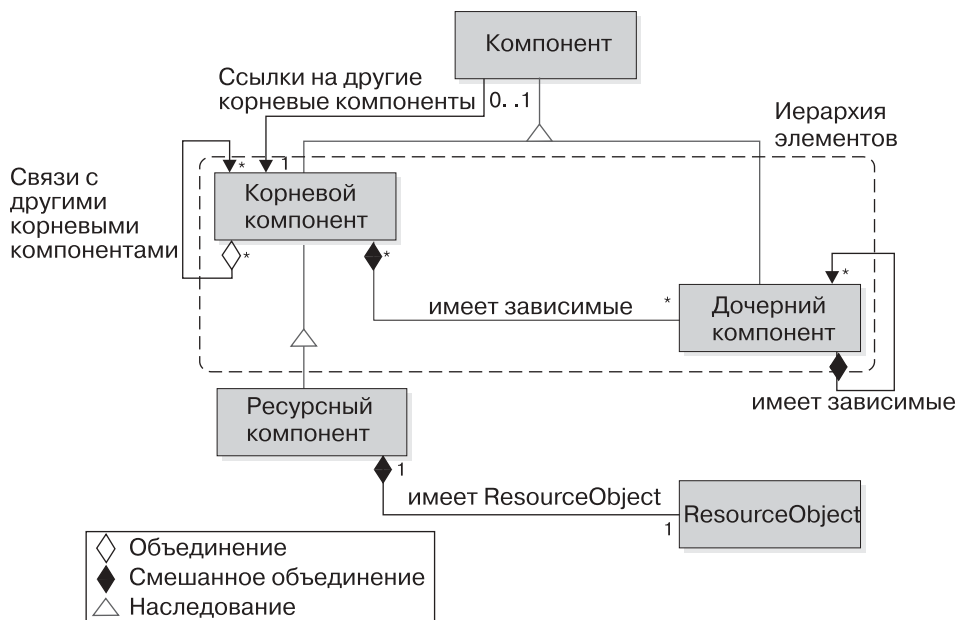 Компонент
Ссылки на другие
корневые компоненты
0. .1
Иерархия
элементов
Связи с
другими
корневыми
компонентами
*
1
Корневой
компонент
*
*
имеет зависимые
*
*
Дочерний
компонент
имеет зависимые
Ресурсный
компонент
1
имеет ResourceObject
1
ResourceObject
Объединение
Смешанное объединение
Наследование